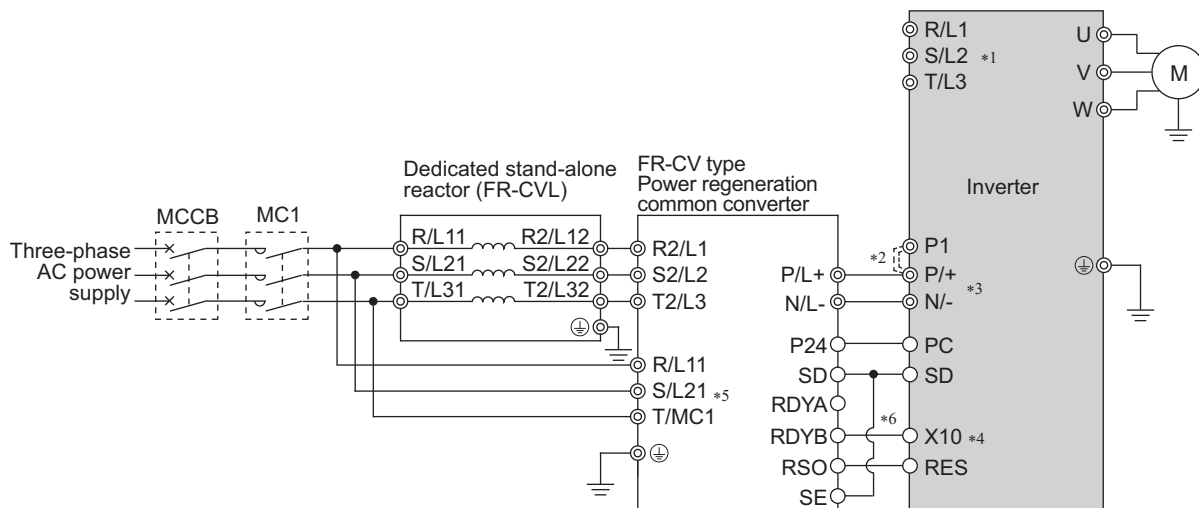 R/L1
S/L2 *1
T/L3
U
V
W
M
Inverter
Dedicated stand-alone
reactor (FR-CVL)
FR-CV type
Power regeneration
common converter
MCCB
MC1
Three-phase
AC power
supply
R/L11
R2/L12
S/L21
S2/L22
T/L31
T2/L32
R2/L1
S2/L2
T2/L3
R/L11
S/L21 *5
T/MC1
P/L+
N/L-
P24
SD
RDYA
RDYB
RSO
SE
*2
*6
P1
P/+
*3
N/-
PC
SD
X10 *4
RES